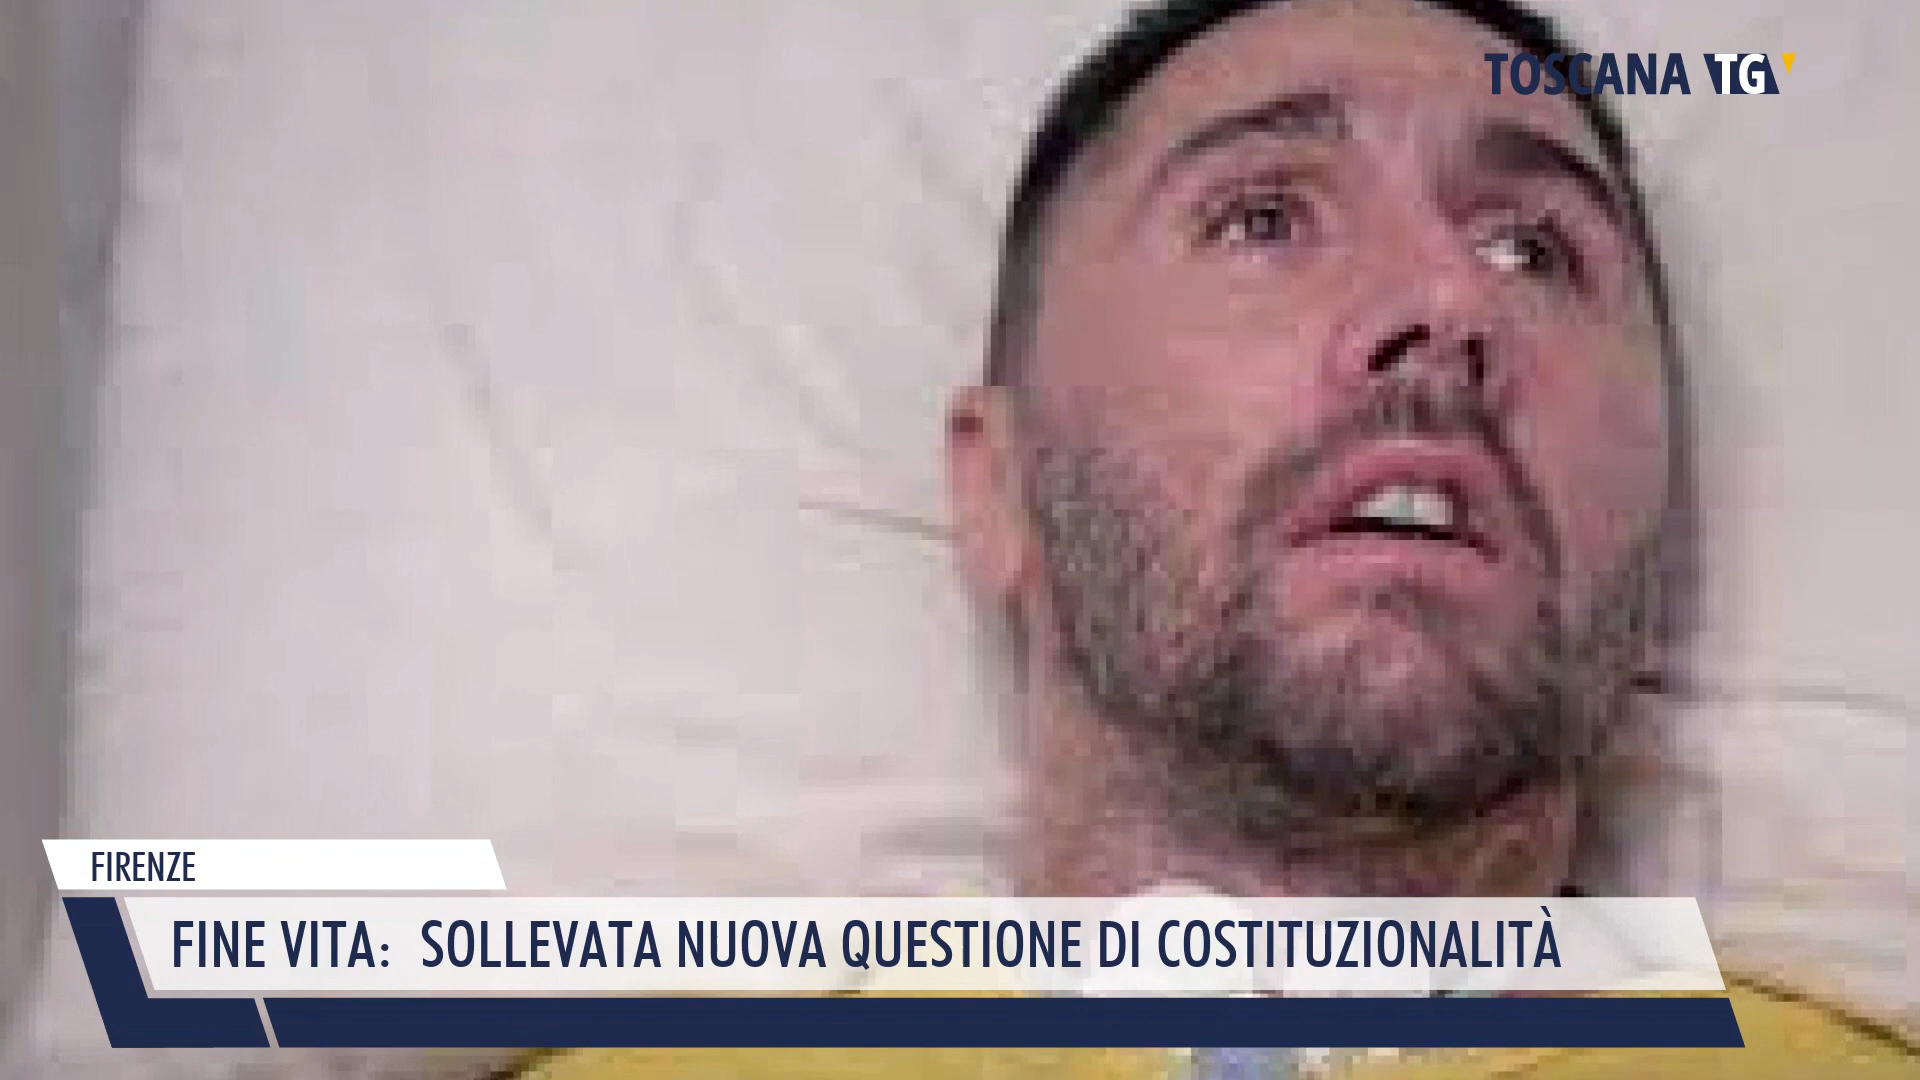 TOSCANA TG
FIRENZE
FINE VITA: SOLLEVATA NUOVA QUESTIONE DI COSTITUZIONALITÀ